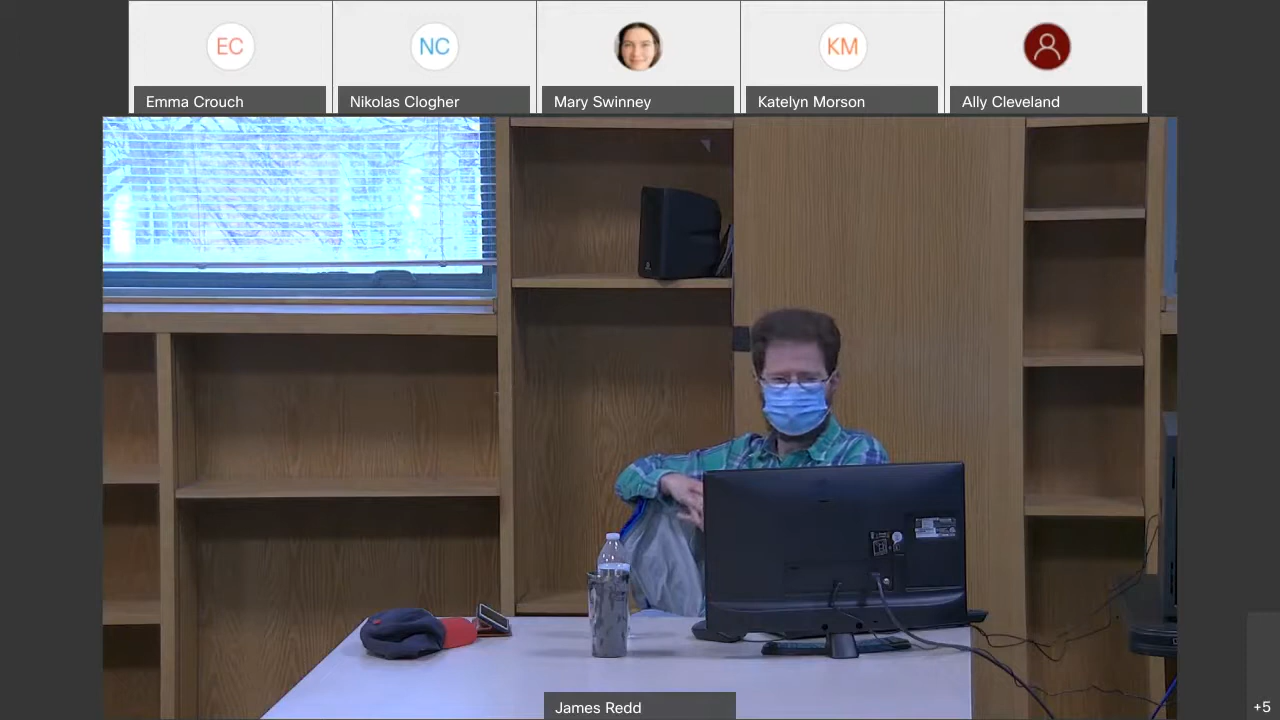 EC
NC
KM
Emma Crouch
Nikolas Clogher
Mary Swinney
Katelyn Morson
Ally Cleveland
James Redd
+5